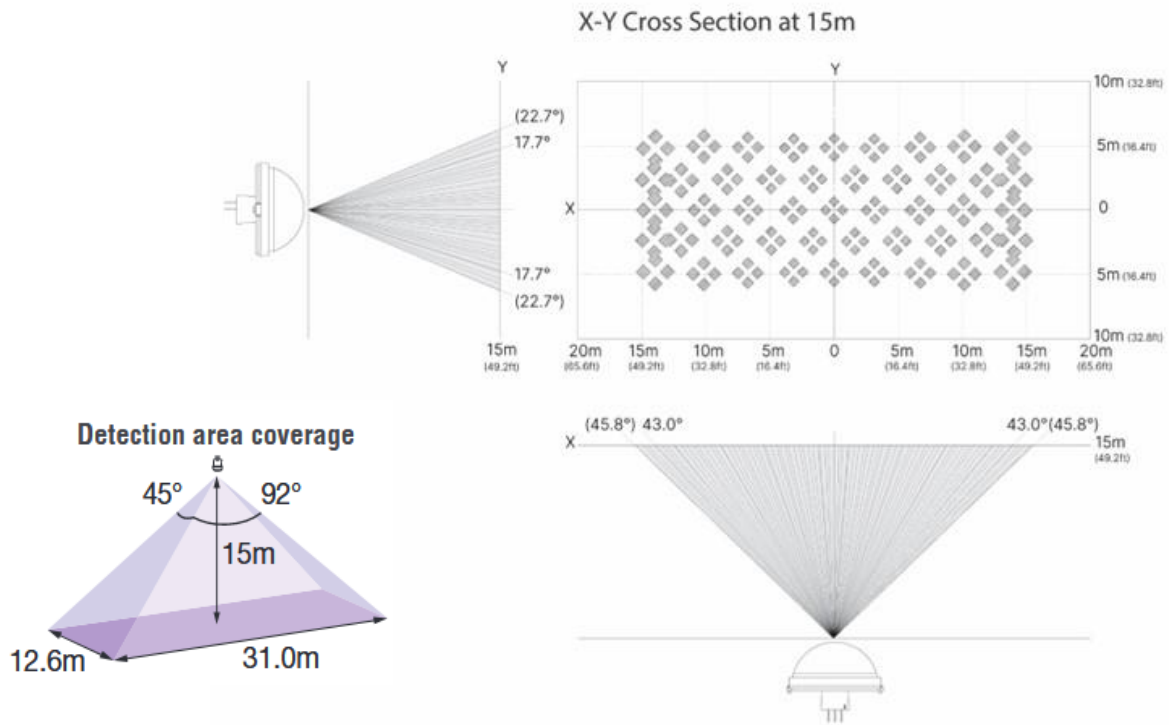 X-Y Cross Section at 15m
Y
(22.7°)
17.7°
17.7°
(22.7°)
15m
(49.2ft)
Y
10m (32.8ft)
5m (16.4ft)
X
0
5m (16.4ft)
10m (32.8ft)
20m 15m 10m 5m 0 5m 10m 15m 20m
(65.6ft) (49.2ft) (32.8ft) (16.4ft) (16.4ft) (32.8ft) (49.2ft) (65.6ft)
Detection area coverage
45° 92°
15m
12.6m
31.0m
(45.8°) 43.0° 43.0°(45.8°)
X
15m
(49.2ft)